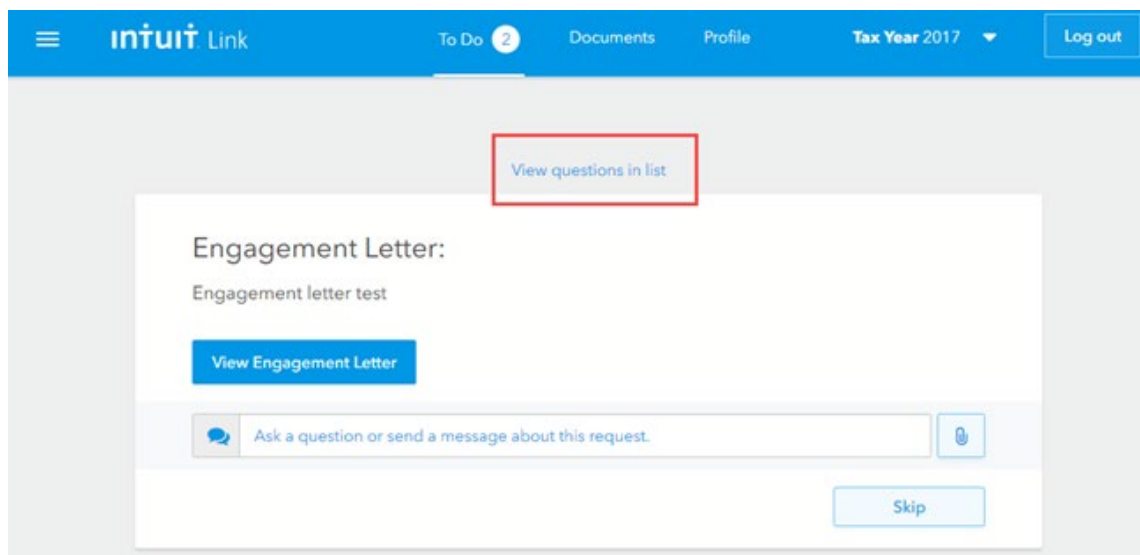 ınťuıť Link
To Do 2
Documents
Profile
Tax Year 2017
Log out
View questions in list
Engagement Letter:
Engagement letter test
View Engagement Letter
Ask a question or send a message about this request.
Skip